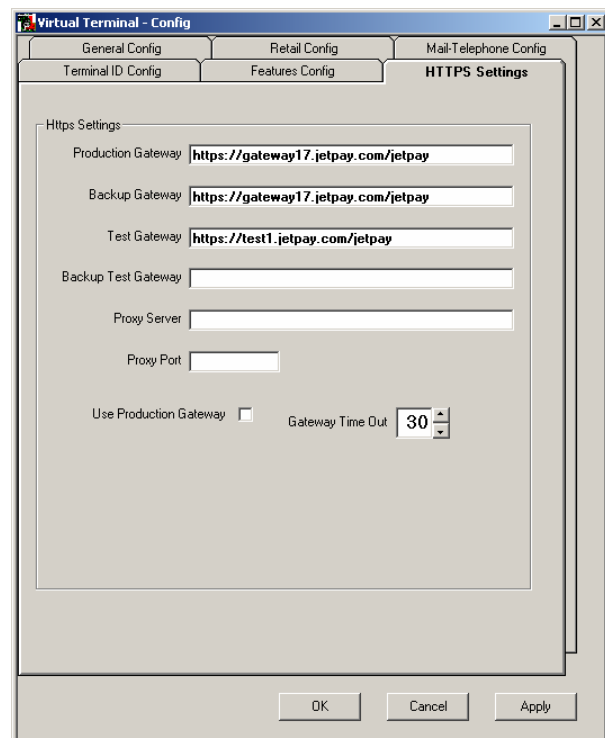 Virtual Terminal - Config
General Config Retail Config Mail-Telephone Config
Terminal ID Config Features Config HTTPS Settings
Https Settings
Production Gateway https://gateway17.jetpay.com/jetpay
Backup Gateway https://gateway17.jetpay.com/jetpay
Test Gateway https://test1.jetpay.com/jetpay
Backup Test Gateway
Proxy Server
Proxy Port
Use Production Gateway Gateway Time Out 30
OK Cancel Apply